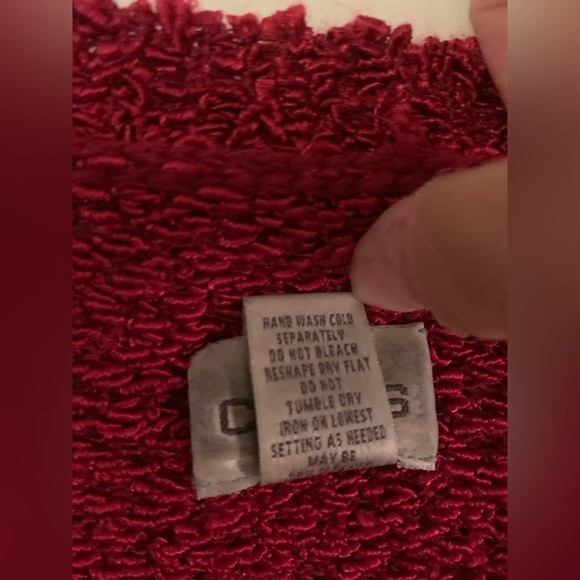 HAND WASH COLD
SEPARATELY
DO NOT BLEACH
RESHAPE DRY FLAT
DO NOT
TUMBLE DRY
IRON ON LOWEST
SETTING AS NEEDED
MAY BE
C S